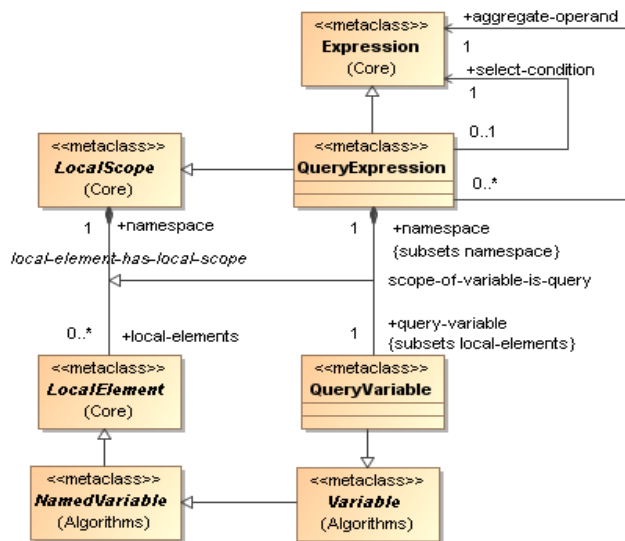 <<metaclass>>
Expression
(Core)
+aggregate-operand
1
+select-condition
1
<<metaclass>>
LocalScope
(Core)
<<metaclass>>
QueryExpression
0..1
0..*
1
+namespace
1
+namespace
{subsets namespace}
local-element-has-local-scope
scope-of-variable-is-query
0..*
+local-elements
1
+query-variable
{subsets local-elements}
<<metaclass>>
LocalElement
(Core)
<<metaclass>>
QueryVariable
<<metaclass>>
NamedVariable
(Algorithms)
<<metaclass>>
Variable
(Algorithms)